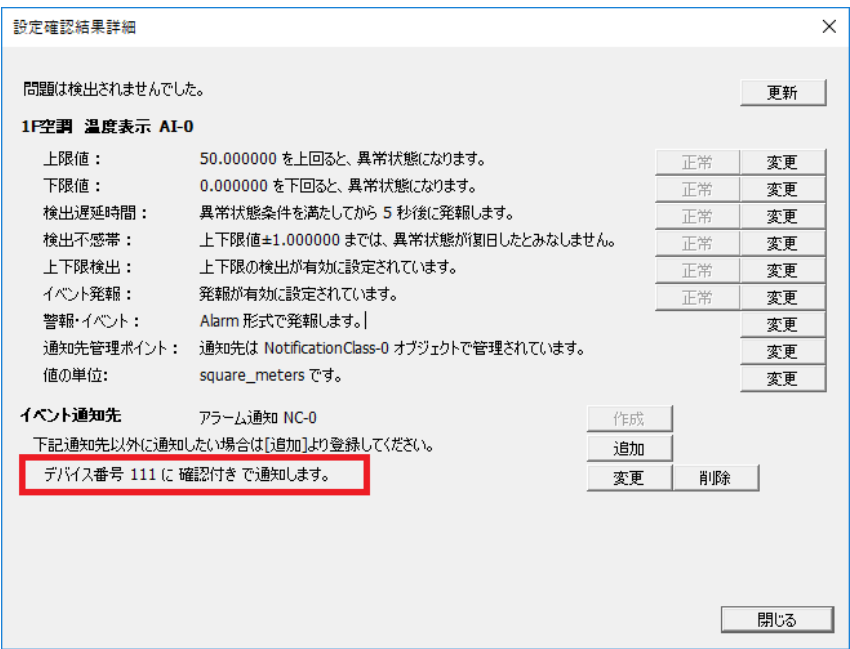 設定確認結果詳細
問題は検出されませんでした。 更新
1F空調 温度表示 AI-0
上限値： 50.000000 を上回ると、異常状態になります。 正常 変更
下限値： 0.000000 を下回ると、異常状態になります。 正常 変更
検出遅延時間： 異常状態条件を満たしてから 5 秒後に発報します。 正常 変更
検出不感帯： 上下限値±1.000000 までは、異常状態が復旧したとみなしません。 正常 変更
上下限検出： 上下限の検出が有効に設定されています。 正常 変更
イベント発報： 発報が有効に設定されています。 正常 変更
警報・イベント： Alarm 形式で発報します。 変更
通知先管理ポイント： 通知先は NotificationClass-0 オブジェクトで管理されています。 変更
値の単位: square_meters です。 変更
イベント通知先 アラーム通知 NC-0 作成
下記通知先以外に通知したい場合は[追加]より登録してください。 追加
デバイス番号 111 に 確認付き で通知します。 変更 削除
閉じる